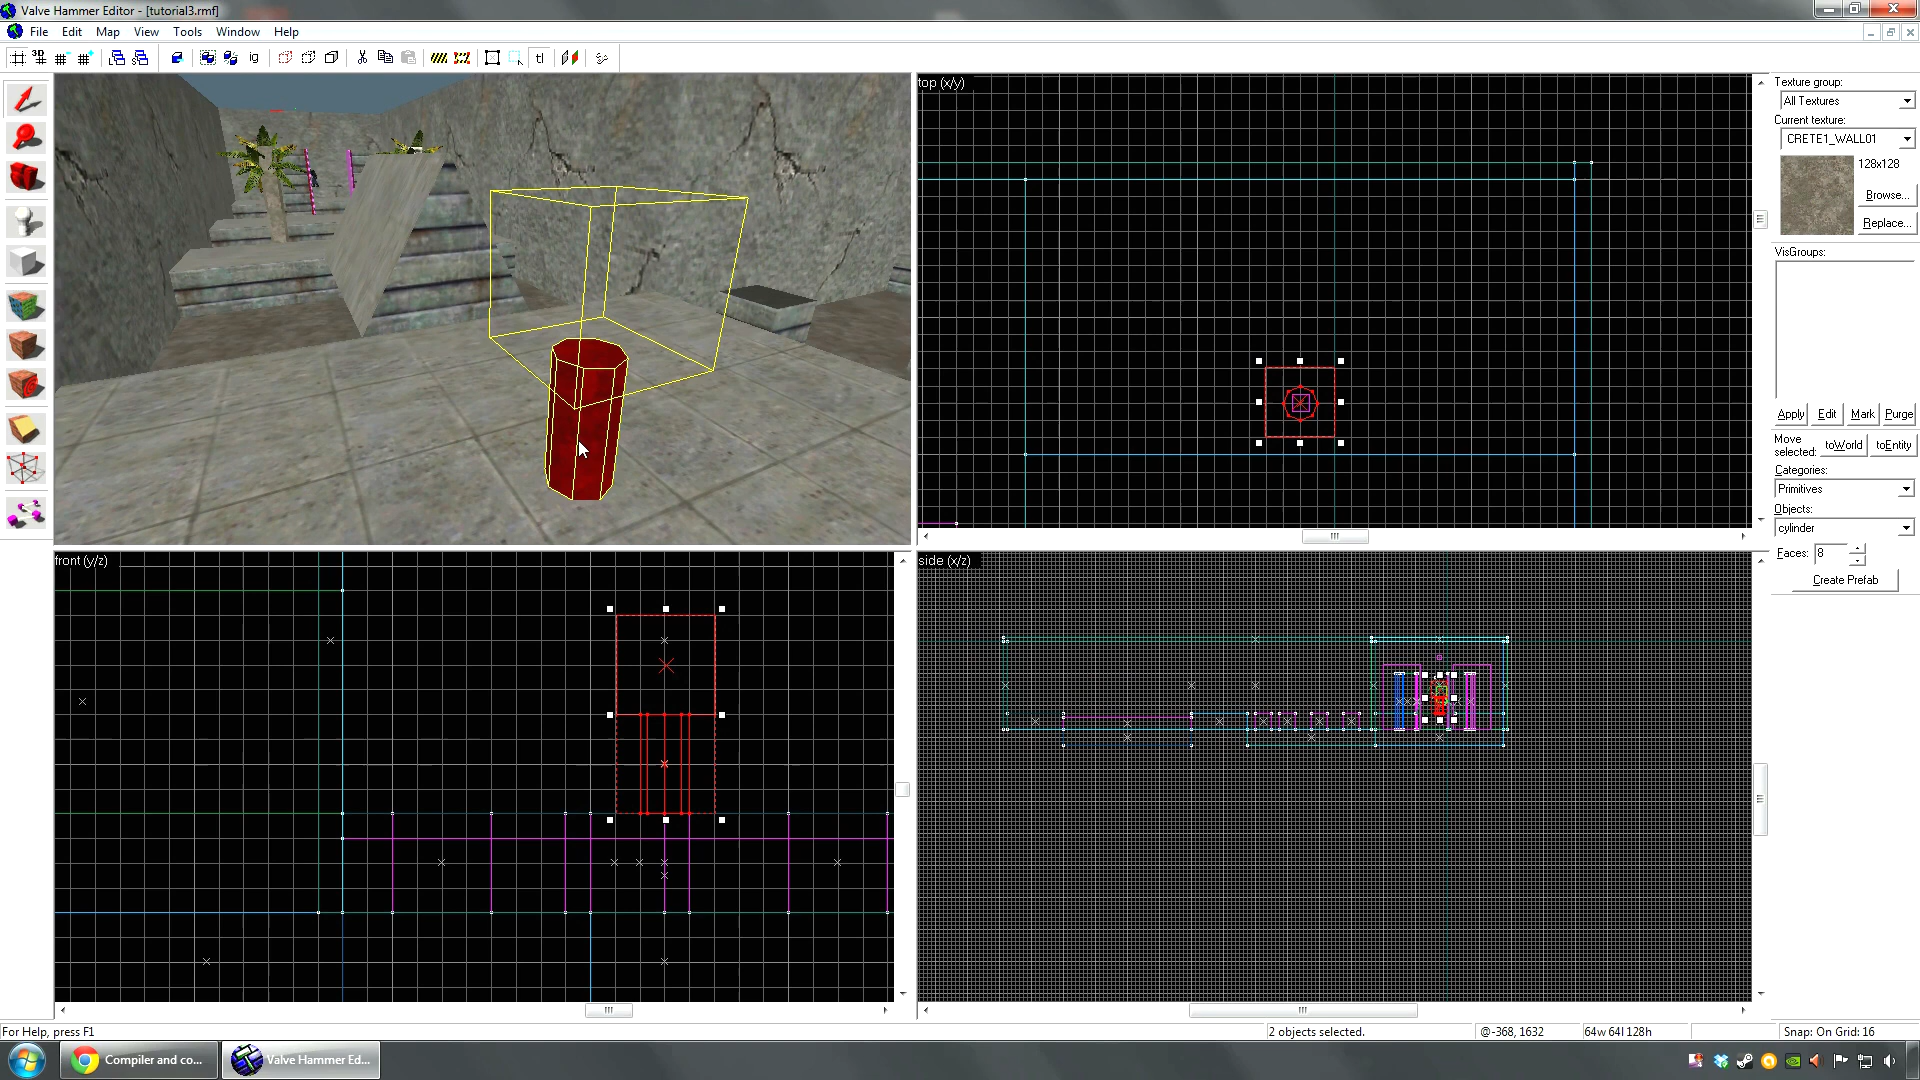 Valve Hammer Editor - [tutorial3.rmf]
File Edit Map View Tools Window Help
3D
ig
tl
top (x/y)
Texture group:
All Textures
Current texture:
CRETE1_WALL01
128x128
Browse...
Replace...
VisGroups:
Apply Edit Mark Purge
Move selected: toWorld toEntity
Categories:
Primitives
Objects:
cylinder
Faces: 8
Create Prefab
front (y/z)
side (x/z)
For Help, press F1
2 objects selected.
@-368, 1632
64w 64l 128h
Snap: On Grid: 16
Compiler and co...
Valve Hammer Ed...